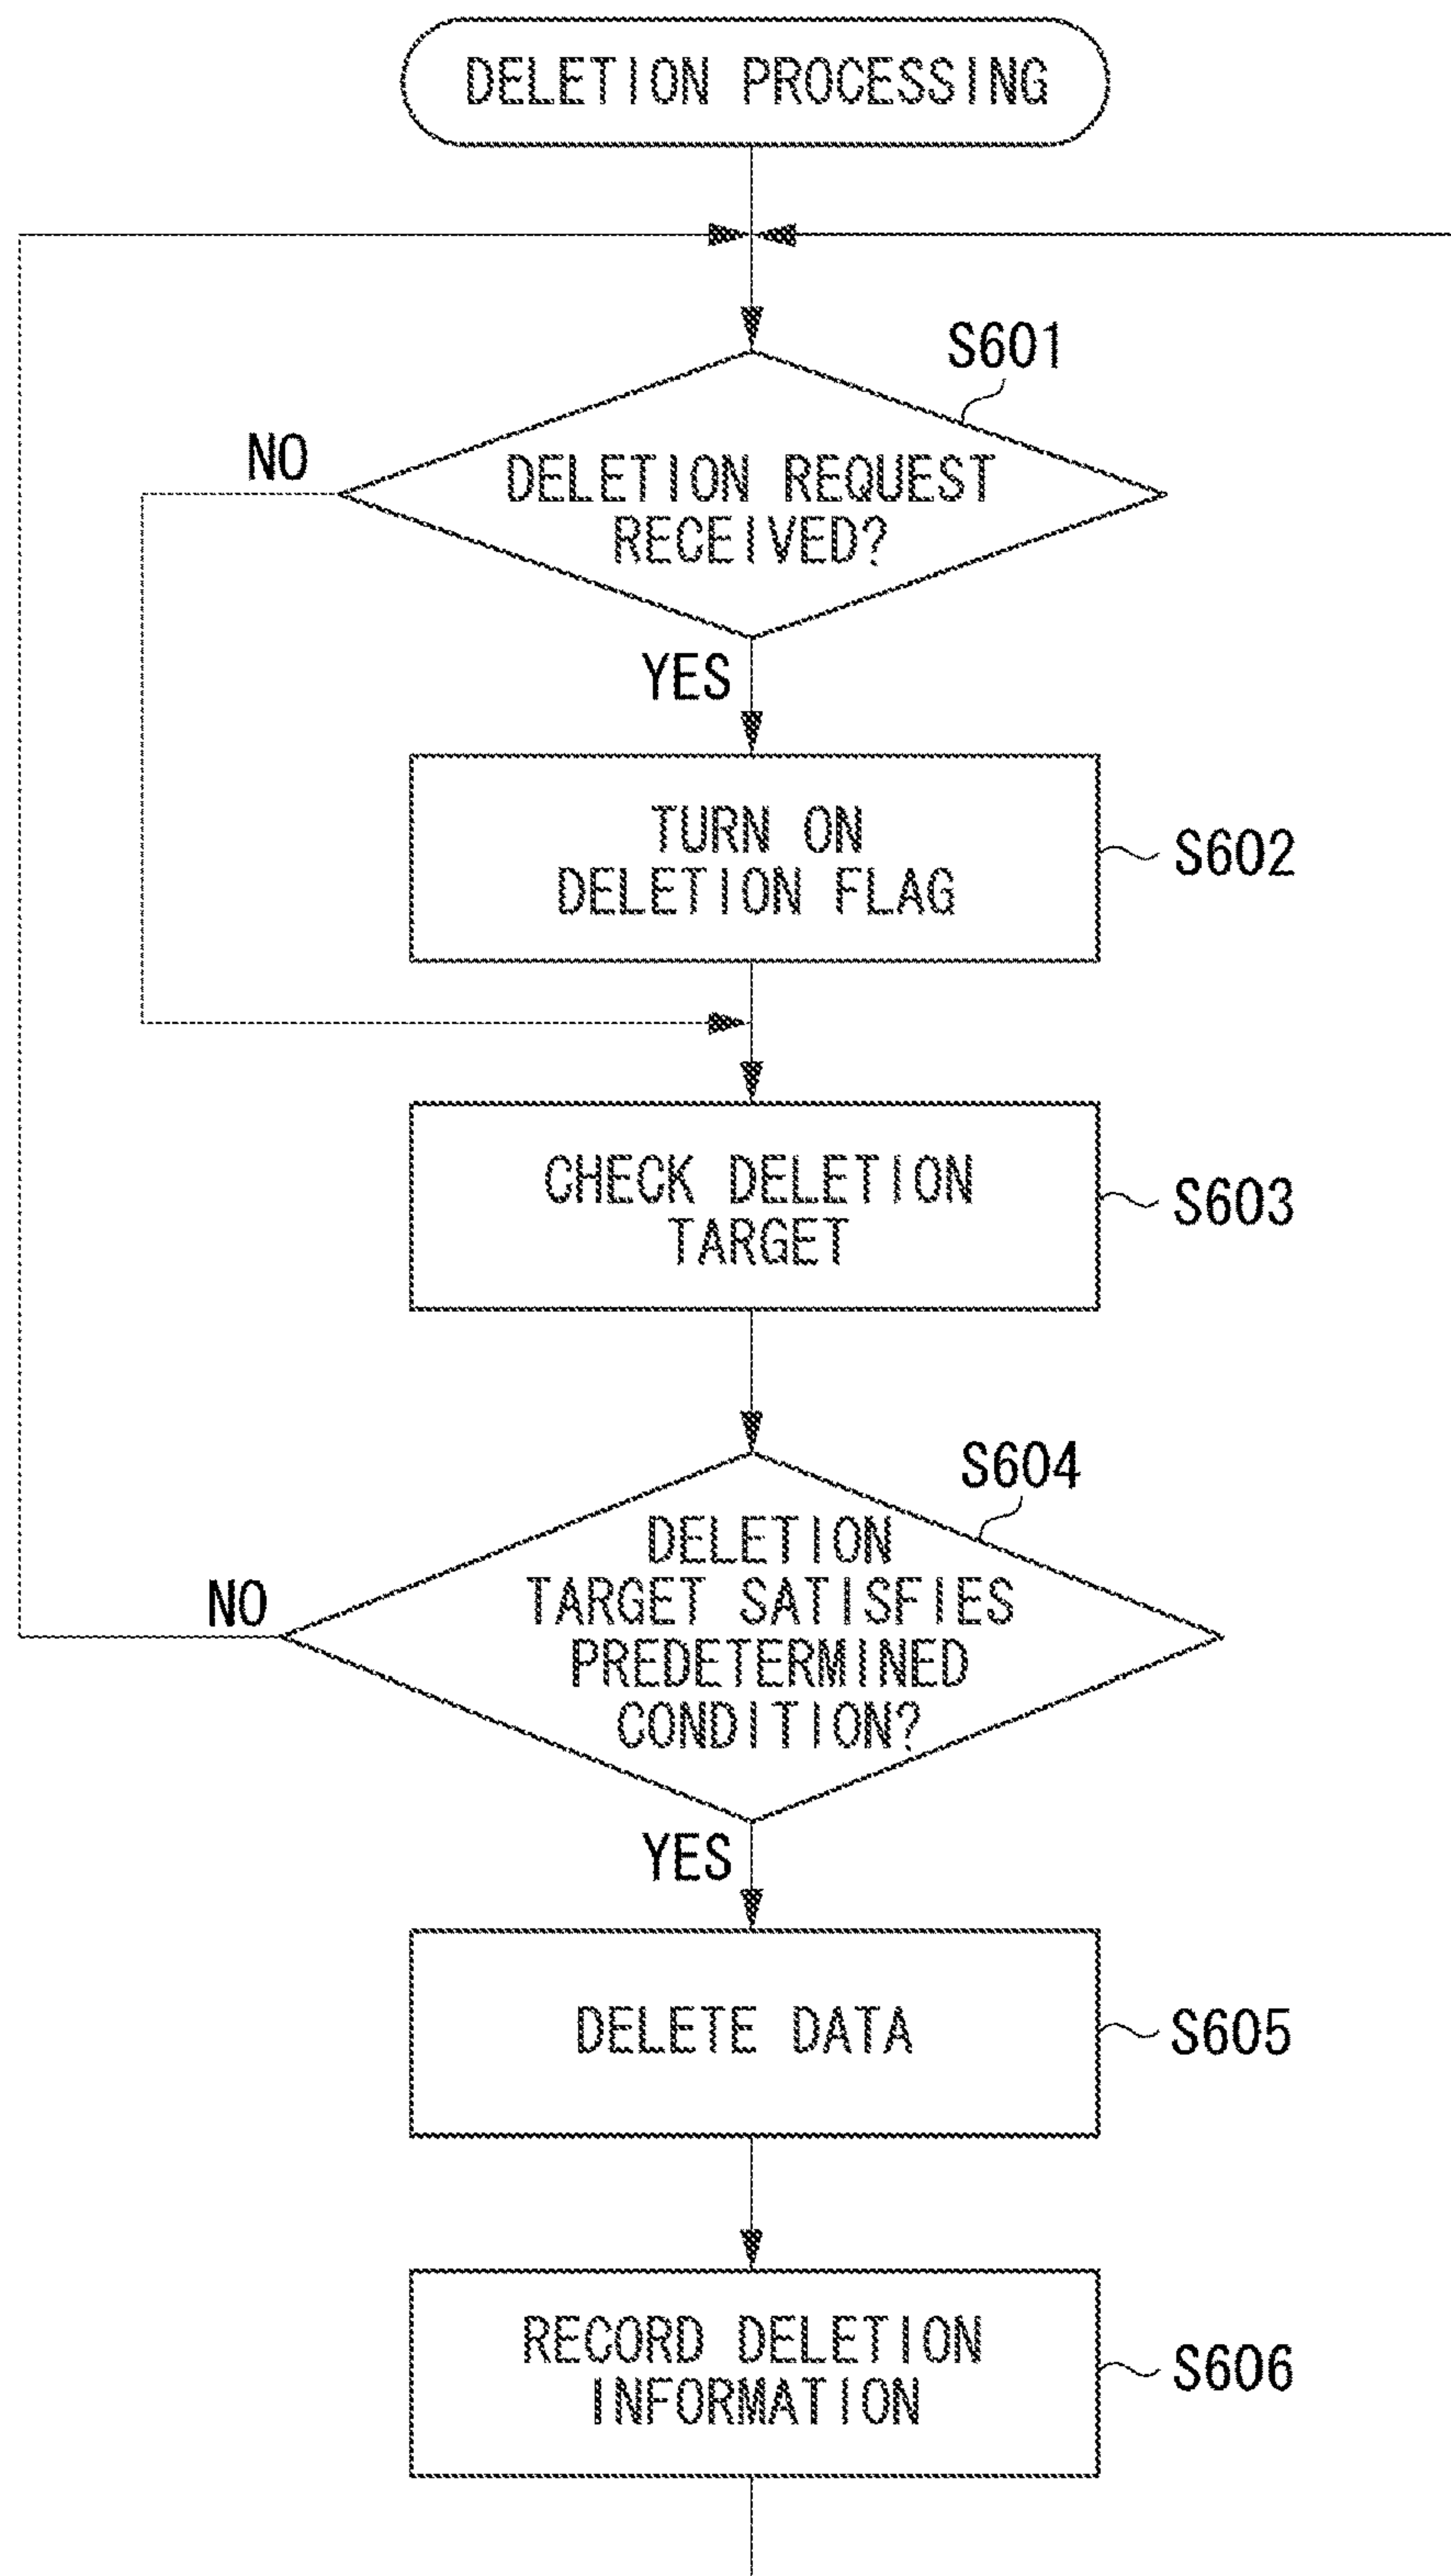 DELETION PROCESSING
S601
NO
DELETION REQUEST
RECEIVED?
YES
TURN ON
DELETION FLAG
S602
CHECK DELETION
TARGET
S603
S604
DELETION
TARGET SATISFIES
PREDETERMINED
CONDITION?
NO
YES
DELETE DATA
S605
RECORD DELETION
INFORMATION
S606